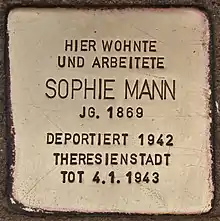 HIER WOHNTE
UND ARBEITETE
SOPHIE MANN
JG. 1869
DEPORTIERT 1942
THERESIENSTADT
TOT 4.1.1943